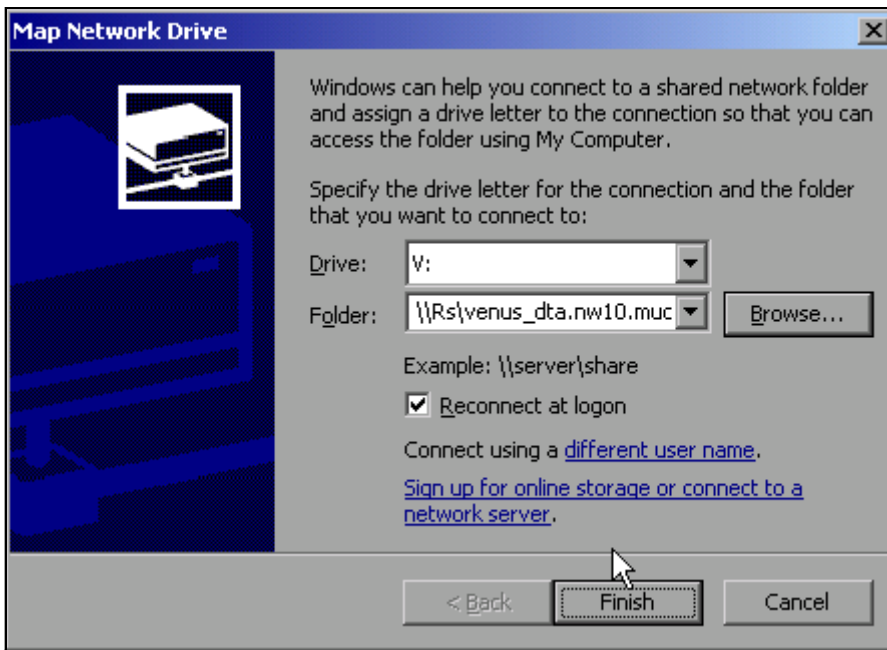 Map Network Drive
Windows can help you connect to a shared network folder
and assign a drive letter to the connection so that you can
access the folder using My Computer.
Specify the drive letter for the connection and the folder
that you want to connect to:
Drive: V:
Folder: \\Rs\venus_dta.nw10.muc Browse...
Example: \\server\share
Reconnect at logon
Connect using a different user name.
Sign up for online storage or connect to a
network server.
< Back Finish Cancel